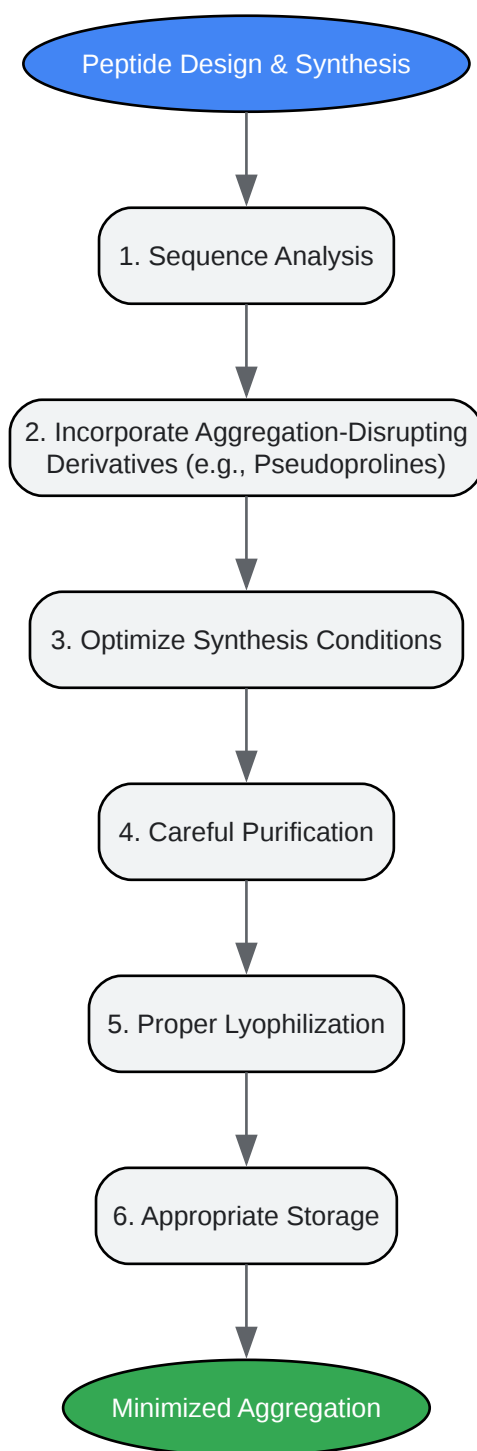 Peptide Design & Synthesis
1. Sequence Analysis
2. Incorporate Aggregation-Disrupting
Derivatives (e.g., Pseudoprolines)
3. Optimize Synthesis Conditions
4. Careful Purification
5. Proper Lyophilization
6. Appropriate Storage
Minimized Aggregation